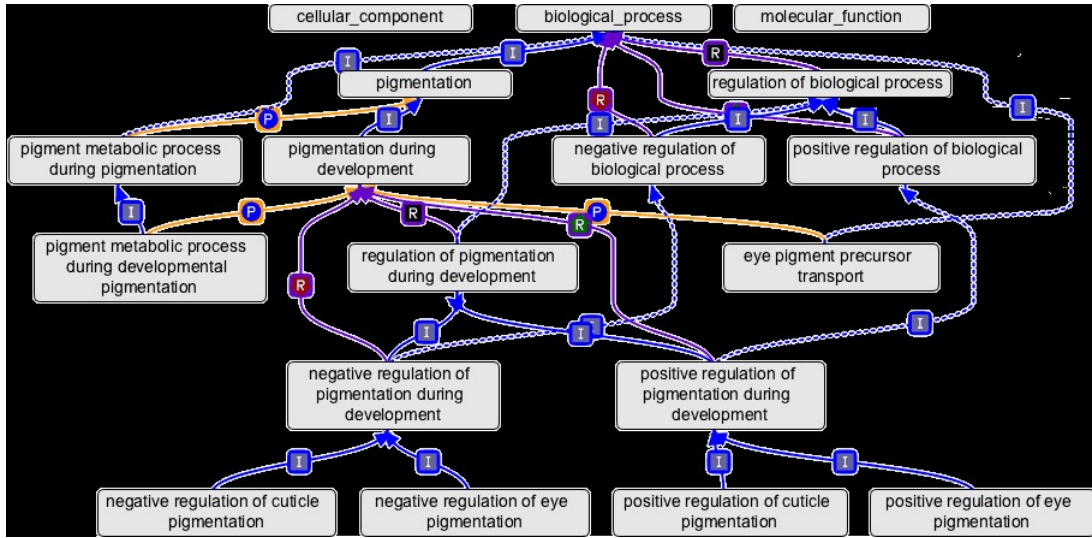 cellular_component
biological_process
molecular_function
I
I
R
pigmentation
regulation of biological process
R
I
P
I
I
I
I
pigment metabolic process
during pigmentation
pigmentation during
development
negative regulation of
biological process
positive regulation of biological
process
I
P
R
R
P
pigment metabolic process
during developmental
pigmentation
regulation of pigmentation
during development
eye pigment precursor
transport
R
I
I
I
negative regulation of
pigmentation during
development
positive regulation of
pigmentation during
development
I
I
I
I
negative regulation of cuticle
pigmentation
negative regulation of eye
pigmentation
positive regulation of cuticle
pigmentation
positive regulation of eye
pigmentation